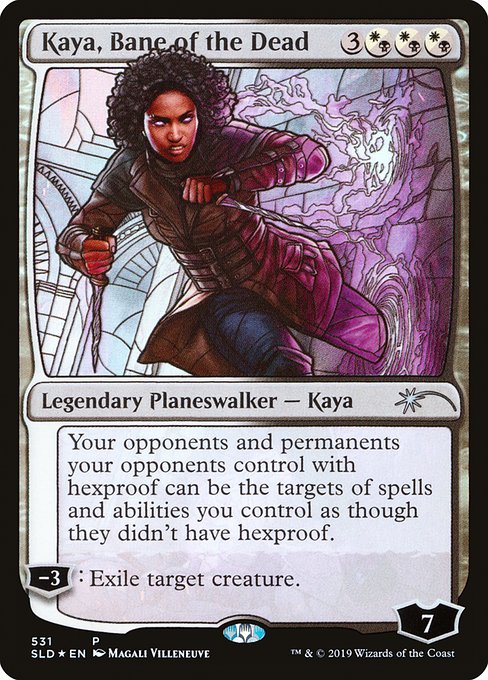 Kaya, Bane of the Dead 3
Legendary Planeswalker — Kaya
Your opponents and permanents
your opponents control with
hexproof can be the targets of spells
and abilities you control as though
they didn't have hexproof.
-3 : Exile target creature.
7
531 P
SLD ★ EN MAGALI VILLENEUVE
™ & © 2019 Wizards of the Coast